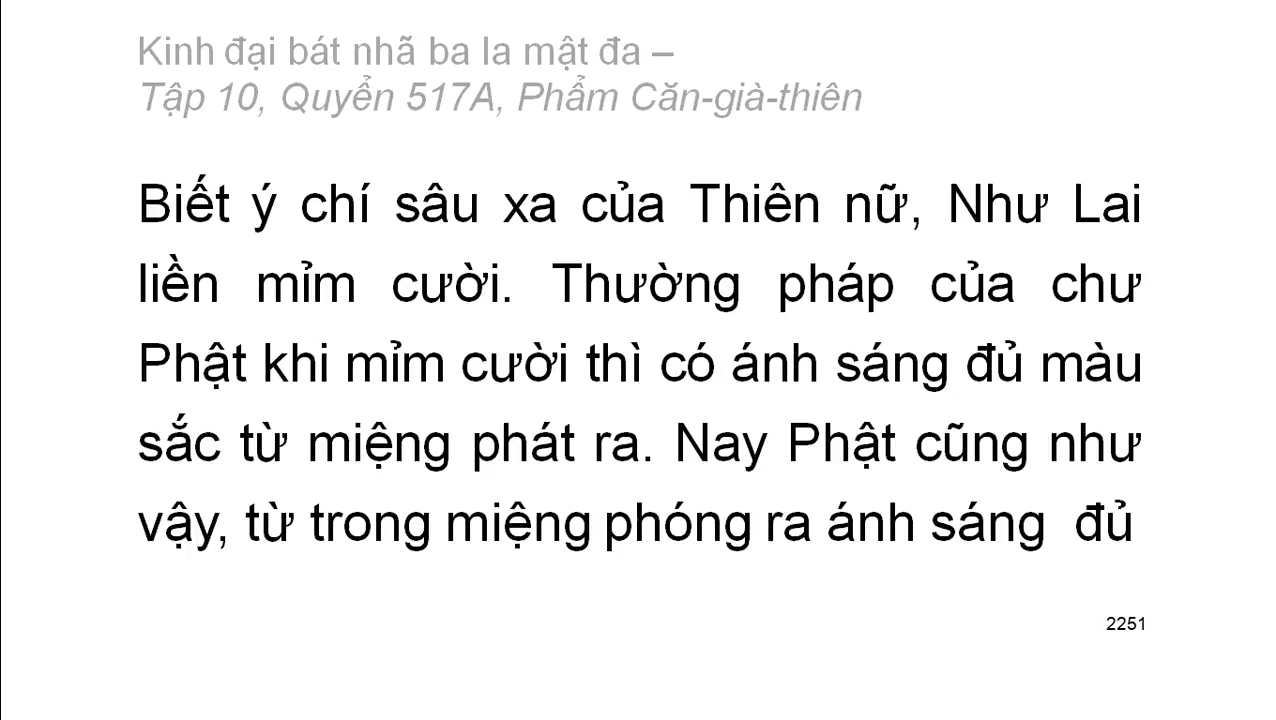 Kinh đại bát nhã ba la mật đa –
Tập 10, Quyển 517A, Phẩm Căn-già-thiên
Biết ý chí sâu xa của Thiên nữ, Như Lai
liền mỉm cười. Thường pháp của chư
Phật khi mỉm cười thì có ánh sáng đủ màu
sắc từ miệng phát ra. Nay Phật cũng như
vậy, từ trong miệng phóng ra ánh sáng đủ
2251